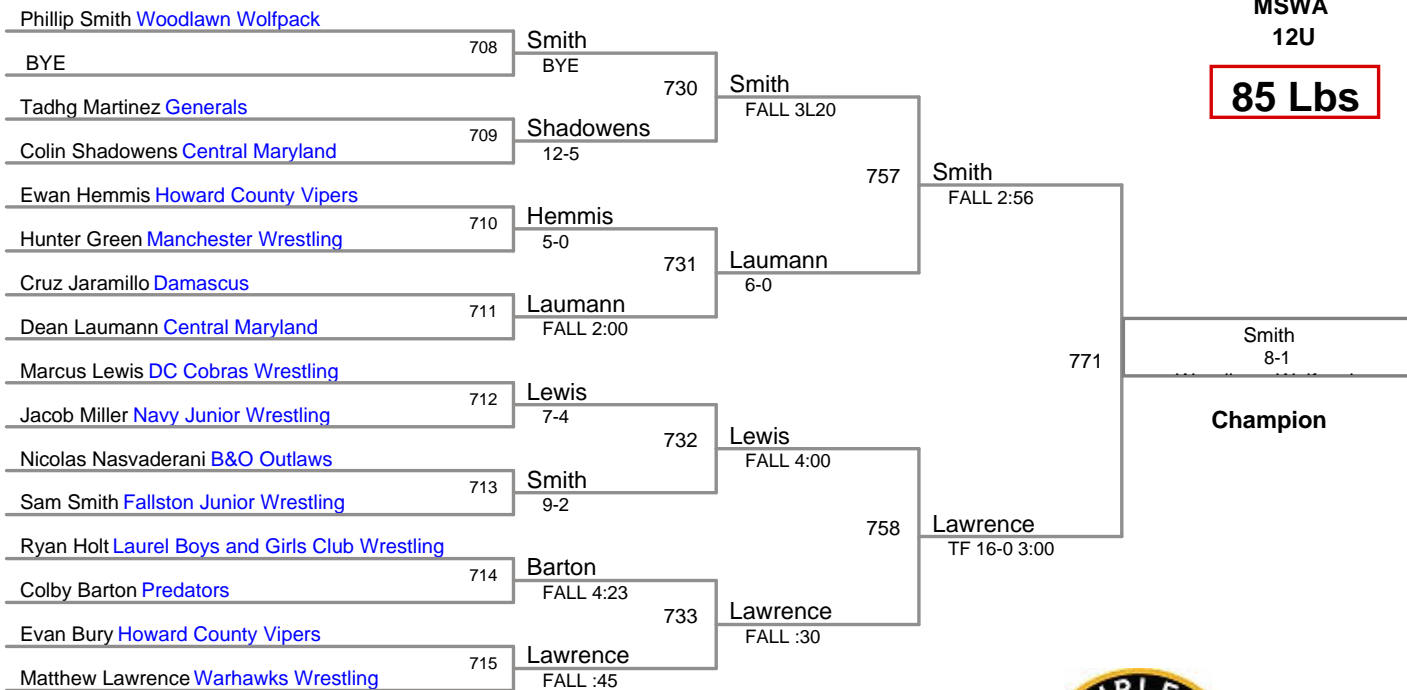 MSWA
12U
85 Lbs
Phillip Smith Woodlawn Wolfpack
BYE
Tadhg Martinez Generals
Colin Shadowens Central Maryland
Ewan Hemmis Howard County Vipers
Hunter Green Manchester Wrestling
Cruz Jaramillo Damascus
Dean Laumann Central Maryland
Marcus Lewis DC Cobras Wrestling
Jacob Miller Navy Junior Wrestling
Nicolas Nasvaderani B&O Outlaws
Sam Smith Fallston Junior Wrestling
Ryan Holt Laurel Boys and Girls Club Wrestling
Colby Barton Predators
Evan Bury Howard County Vipers
Matthew Lawrence Warhawks Wrestling
708
709
710
711
712
713
714
715
Smith
BYE
Shadowens
12-5
Hemmis
5-0
Laumann
FALL 2:00
Lewis
7-4
Smith
9-2
Barton
FALL 4:23
Lawrence
FALL :45
730
731
732
733
Smith
FALL 3L20
Laumann
6-0
Lewis
FALL 4:00
Lawrence
FALL :30
757
758
Smith
FALL 2:56
Lawrence
TF 16-0 3:00
771
Smith
8-1
Champion